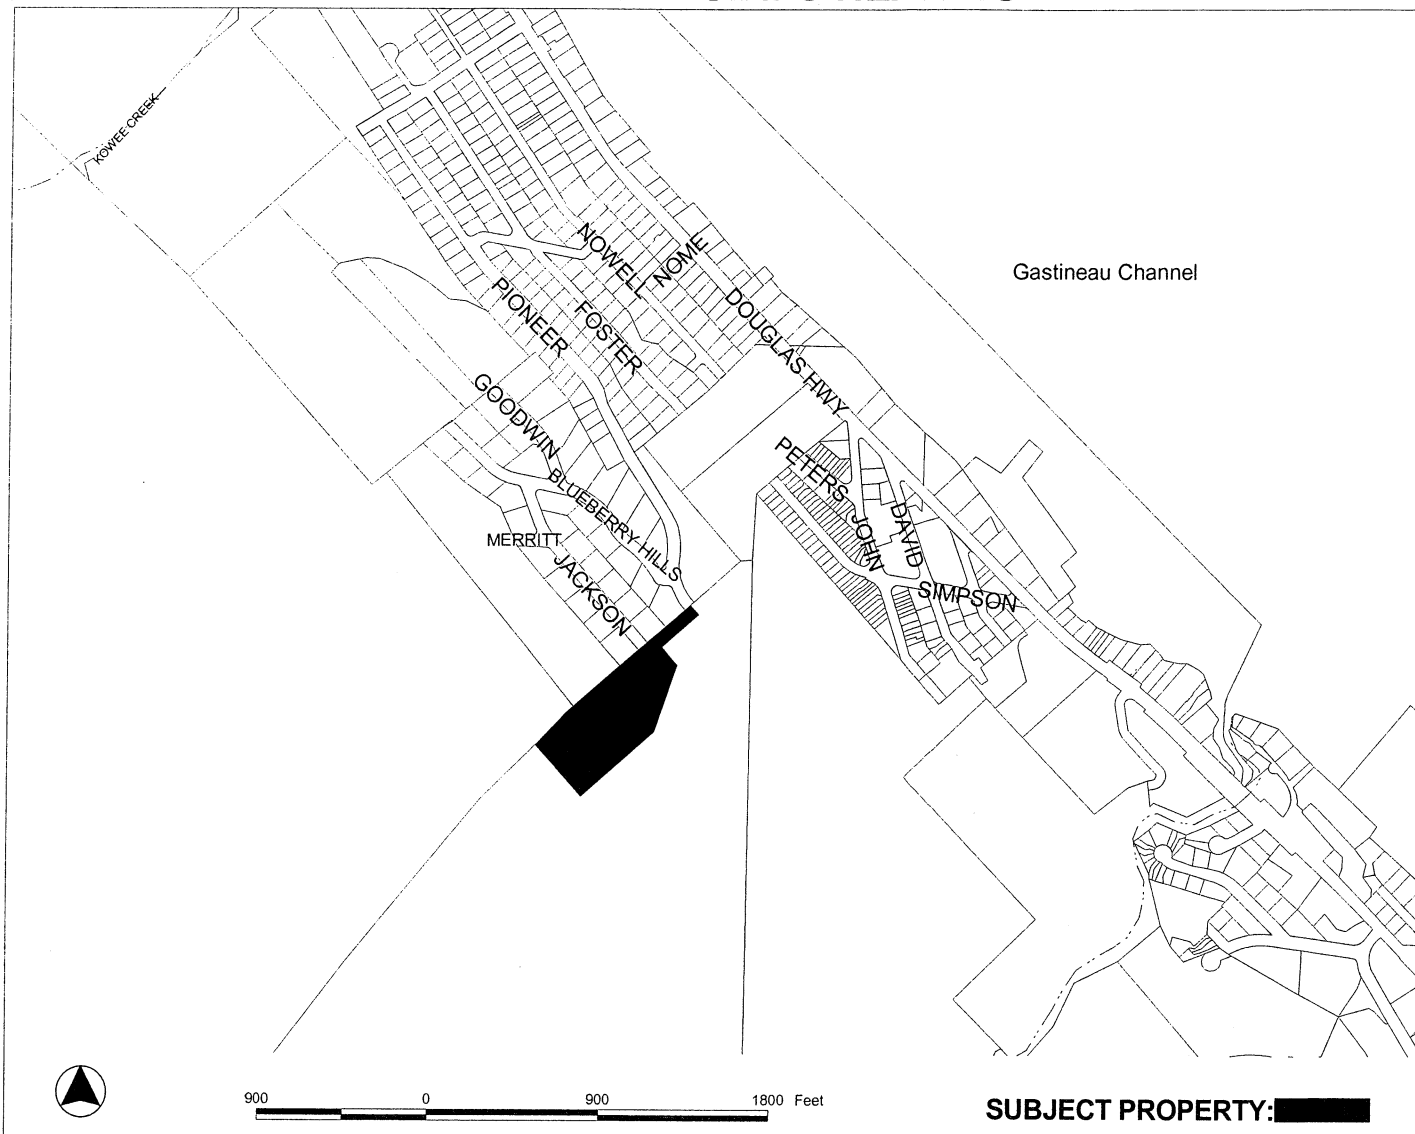 KOWEE CREEK
NOWELL
NOME
Gastineau Channel
PIONEER
FOSTER
DOUGLAS HWY
GOODWIN
PETERS
BLUEBERRY HILLS
JOHN
DAVID
MERRITT
JACKSON
SIMPSON
900 0 900 1800 Feet
SUBJECT PROPERTY: